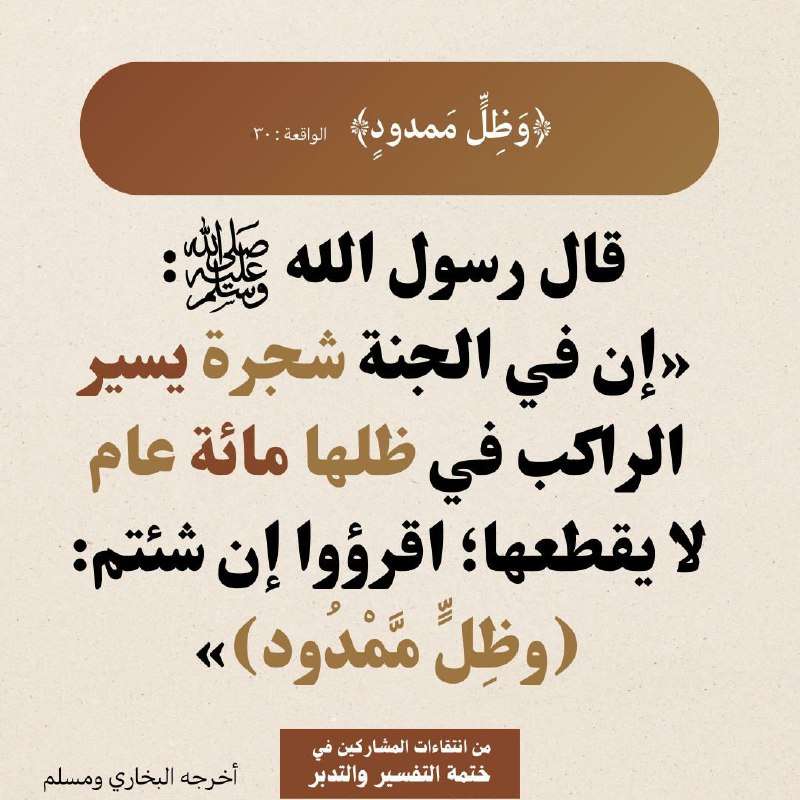 ﴿وَظِلٍّ مَمدودٍ﴾ الواقعة : ٣٠
قال رسول الله ﷺ:
«إن في الجنة شجرة يسير
الراكب في ظلها مائة عام
لا يقطعها؛ اقرؤوا إن شئتم:
(وظِلٍّ مَّمْدُود)»
من انتقاءات المشاركين في
ختمة التفسير والتدبر
أخرجه البخاري ومسلم